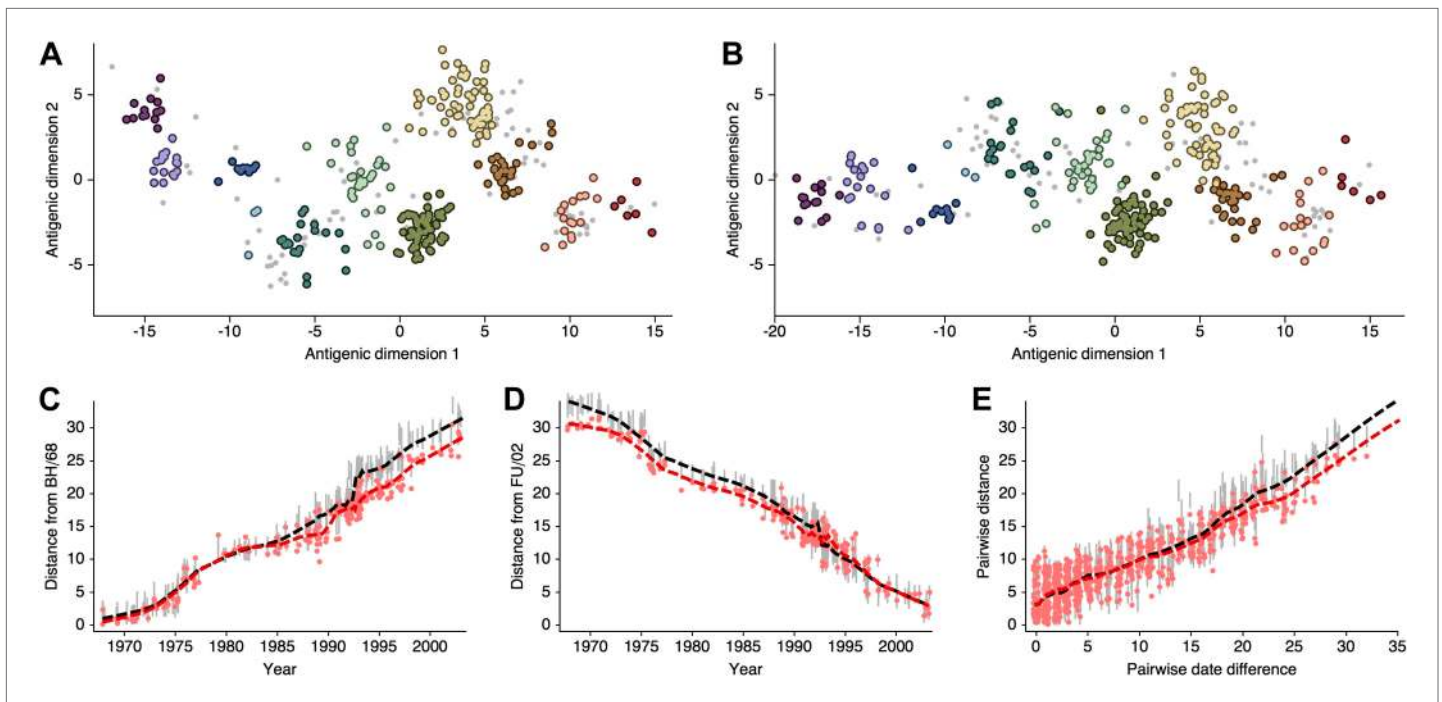 A
Antigenic dimension 2
5
0
-5
-15 -10 -5 0 5 10 15
Antigenic dimension 1
B
Antigenic dimension 2
5
0
-5
-20 -15 -10 -5 0 5 10 15
Antigenic dimension 1
C
Distance from BH/68
30
25
20
15
10
5
0
1970 1975 1980 1985 1990 1995 2000
Year
D
Distance from FU/02
30
25
20
15
10
5
0
1970 1975 1980 1985 1990 1995 2000
Year
E
Pairwise distance
30
25
20
15
10
5
0
0 5 10 15 20 25 30 35
Pairwise date difference